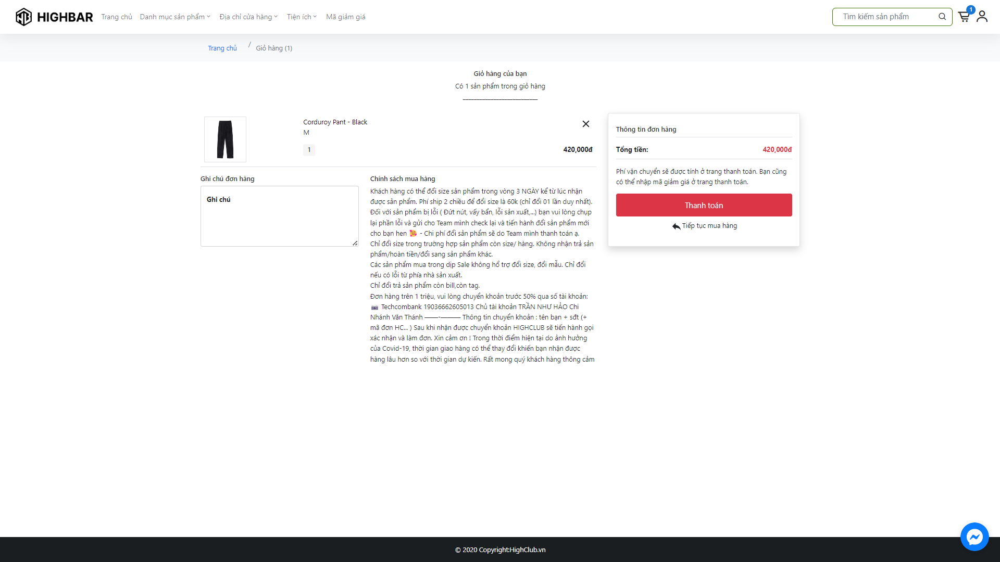 HIGHBAR
Trang chủ
Danh mục sản phẩm
Địa chỉ cửa hàng
Tiện ích
Mã giảm giá
Tìm kiếm sản phẩm
1
Trang chủ / Giỏ hàng (1)
Giỏ hàng của bạn
Có 1 sản phẩm trong giỏ hàng
Corduroy Pant - Black
M
1
420,000đ
Ghi chú đơn hàng
Ghi chú
Chính sách mua hàng
Khách hàng có thể đổi size sản phẩm trong vòng 3 NGÀY kể từ lúc nhận
được sản phẩm. Phí ship 2 chiều để đổi size là 60k (chỉ đổi 01 lần duy nhất).
Đối với sản phẩm bị lỗi ( Đứt nút, vấy bẩn, lỗi sản xuất,...) bạn vui lòng chụp
lại phần lỗi và gửi cho Team mình check lại và tiến hành đổi sản phẩm mới
cho bạn hen 🥰 - Chi phí đổi sản phẩm sẽ do Team mình thanh toán ạ.
Chỉ đổi size trong trường hợp sản phẩm còn size/ hàng. Không nhận trả sản
phẩm/hoàn tiền/đổi sang sản phẩm khác.
Các sản phẩm mua trong dịp Sale không hổ trợ đổi size, đổi mẫu. Chỉ đổi
nếu có lỗi từ phía nhà sản xuất.
Chỉ đổi trả sản phẩm còn bill,còn tag.
Đơn hàng trên 1 triệu, vui lòng chuyển khoản trước 50% qua số tài khoản:
📷 Techcombank 19036662605013 Chủ tài khoản TRẦN NHƯ HẢO Chi
Nhánh Văn Thánh ——-——— Thông tin chuyển khoản : tên bạn + sđt (+
mã đơn HC... ) Sau khi nhận được chuyển khoản HIGHCLUB sẽ tiến hành gọi
xác nhận và làm đơn. Xin cảm ơn ! Trong thời điểm hiện tại do ảnh hưởng
của Covid-19, thời gian giao hàng có thể thay đổi khiến bạn nhận được
hàng lâu hơn so với thời gian dự kiến. Rất mong quý khách hàng thông cảm
Thông tin đơn hàng
Tổng tiền: 420,000đ
Phí vận chuyển sẽ được tính ở trang thanh toán. Bạn cũng
có thể nhập mã giảm giá ở trang thanh toán.
Thanh toán
Tiếp tục mua hàng
© 2020 Copyright:HighClub.vn